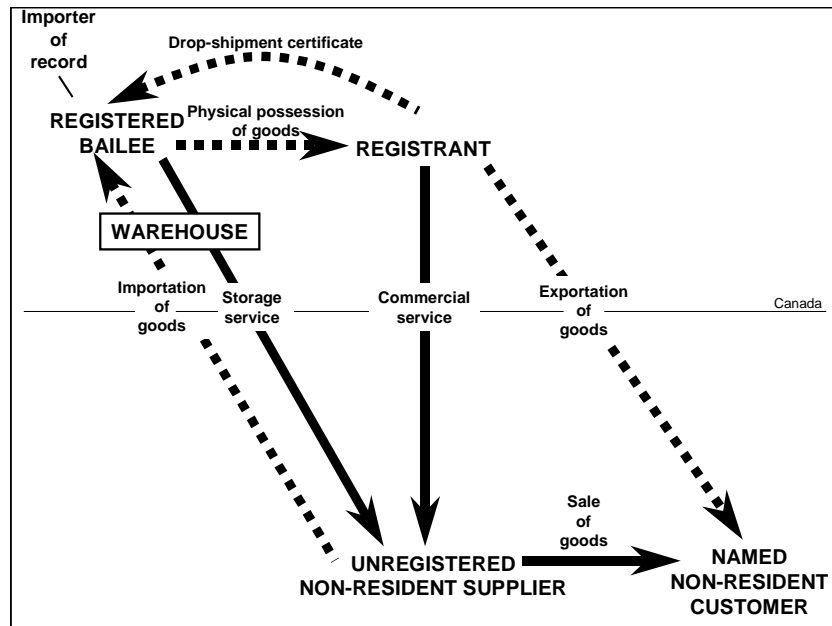 Importer
of
record
Drop-shipment certificate
REGISTERED
BAILEE
Physical possession
of goods
REGISTRANT
WAREHOUSE
Importation
of
goods
Storage
service
Commercial
service
Exportation
of
goods
Canada
Sale
of
goods
UNREGISTERED
NON-RESIDENT SUPPLIER
NAMED
NON-RESIDENT
CUSTOMER